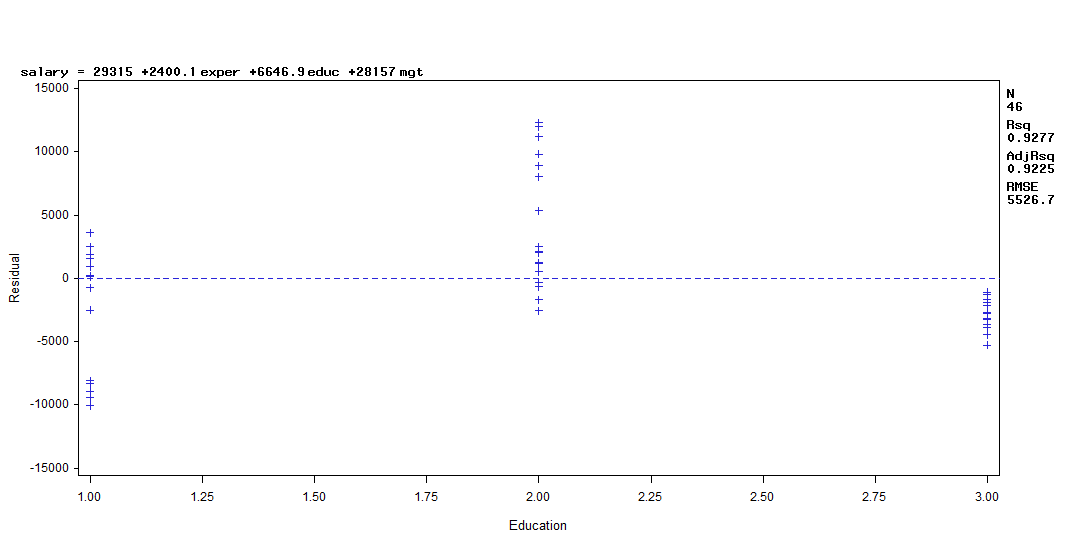 salary = 29315 +2400.1 exper +6646.9 educ +28157 mgt
15000
10000
5000
0
-5000
-10000
-15000
Residual
1.00 1.25 1.50 1.75 2.00 2.25 2.50 2.75 3.00
Education
N
46
Rsq
0.9277
AdjRsq
0.9225
RMSE
5526.7